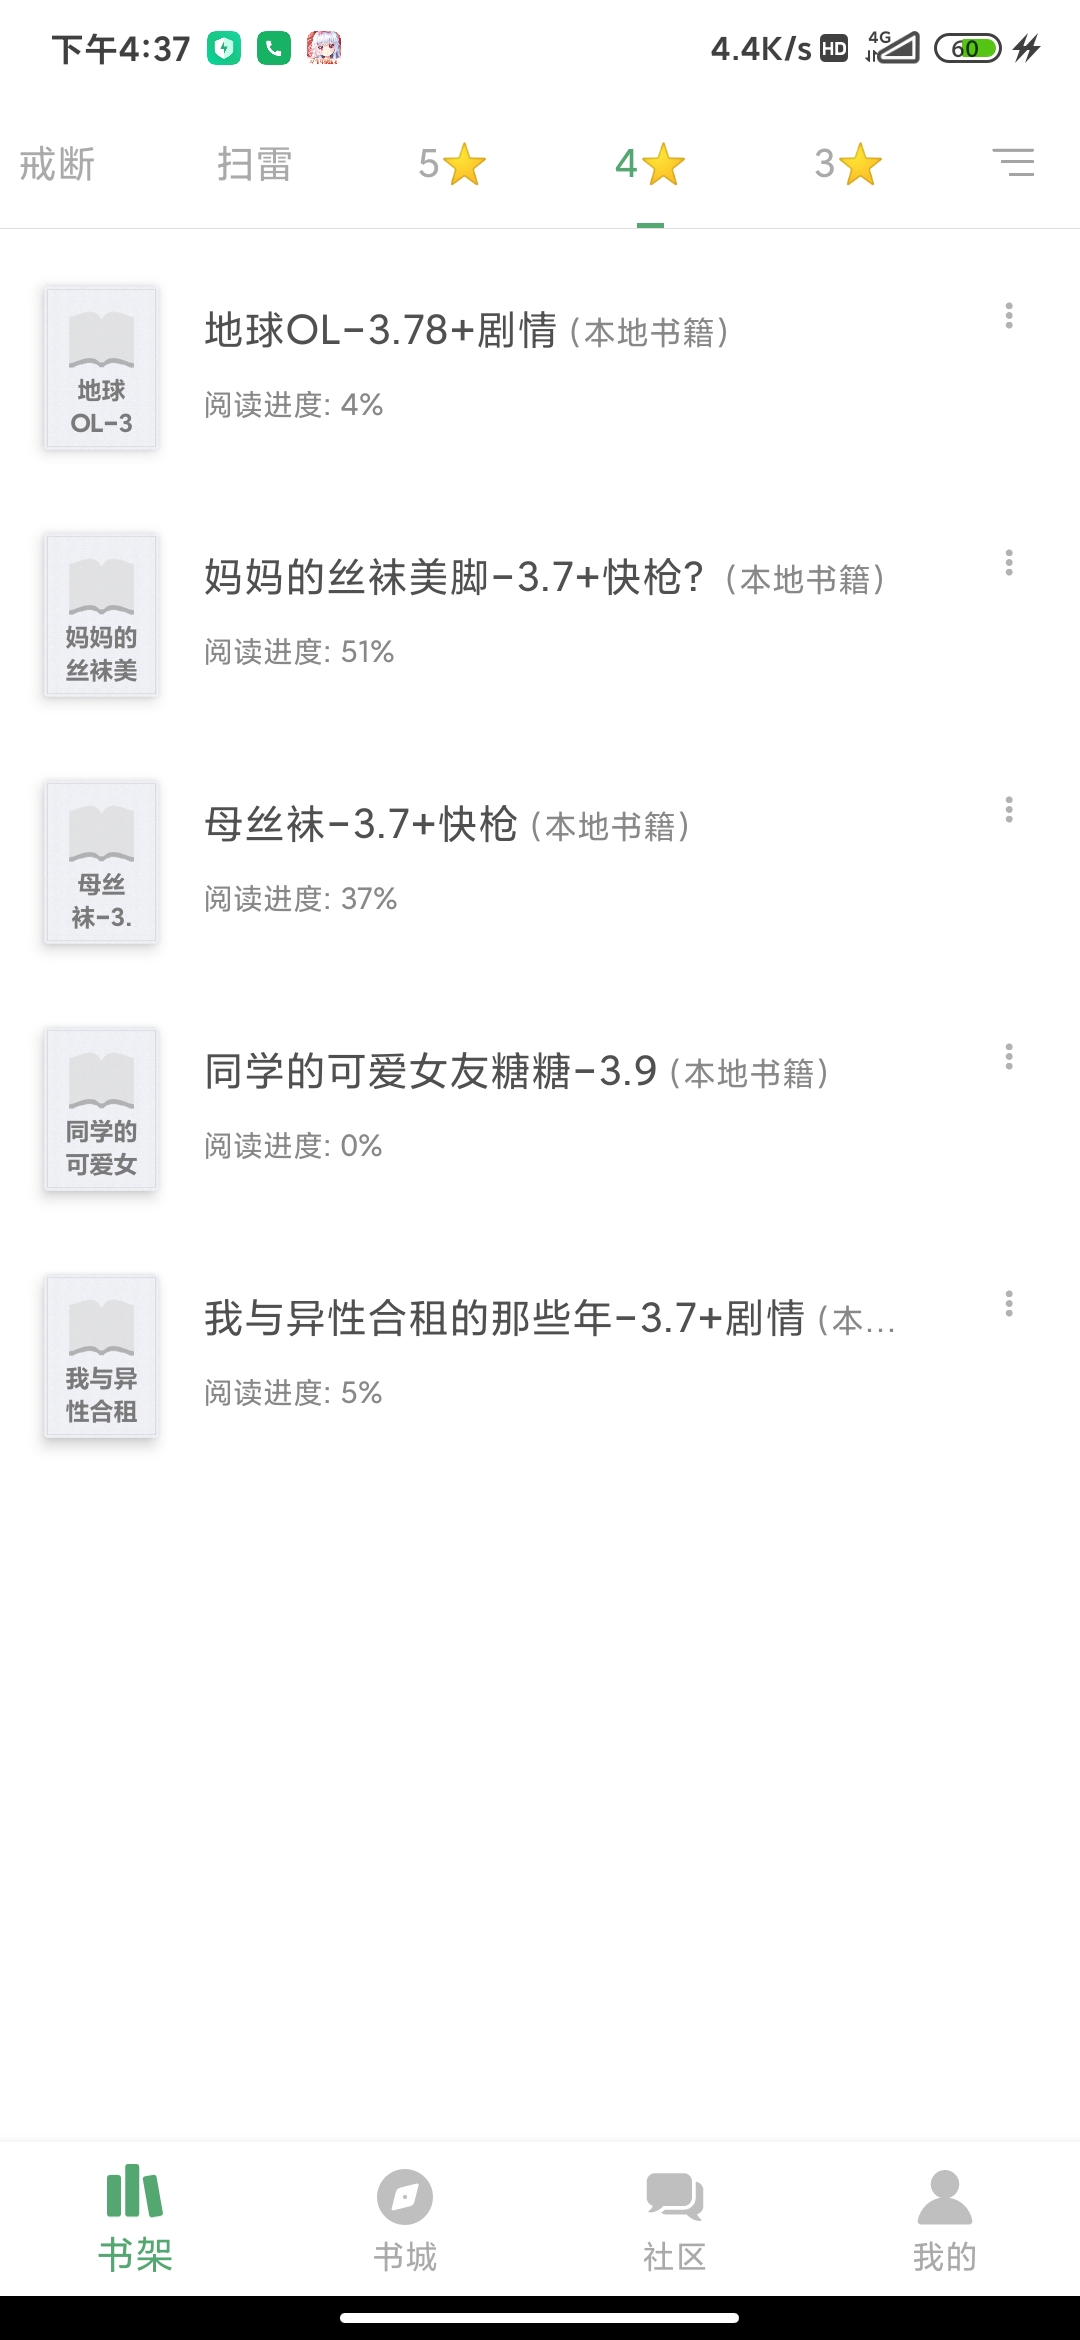 下午4:37 4.4K/s HD 4G 60
戒断 扫雷 5⭐ 4⭐ 3⭐
地球OL-3.78+剧情 (本地书籍)
阅读进度: 4%
地球
OL-3
妈妈的丝袜美脚-3.7+快枪? (本地书籍)
阅读进度: 51%
妈妈的
丝袜美
母丝袜-3.7+快枪 (本地书籍)
阅读进度: 37%
母丝
袜-3.
同学的可爱女友糖糖-3.9 (本地书籍)
阅读进度: 0%
同学的
可爱女
我与异性合租的那些年-3.7+剧情 (本...
阅读进度: 5%
我与异
性合租
书架 书城 社区 我的